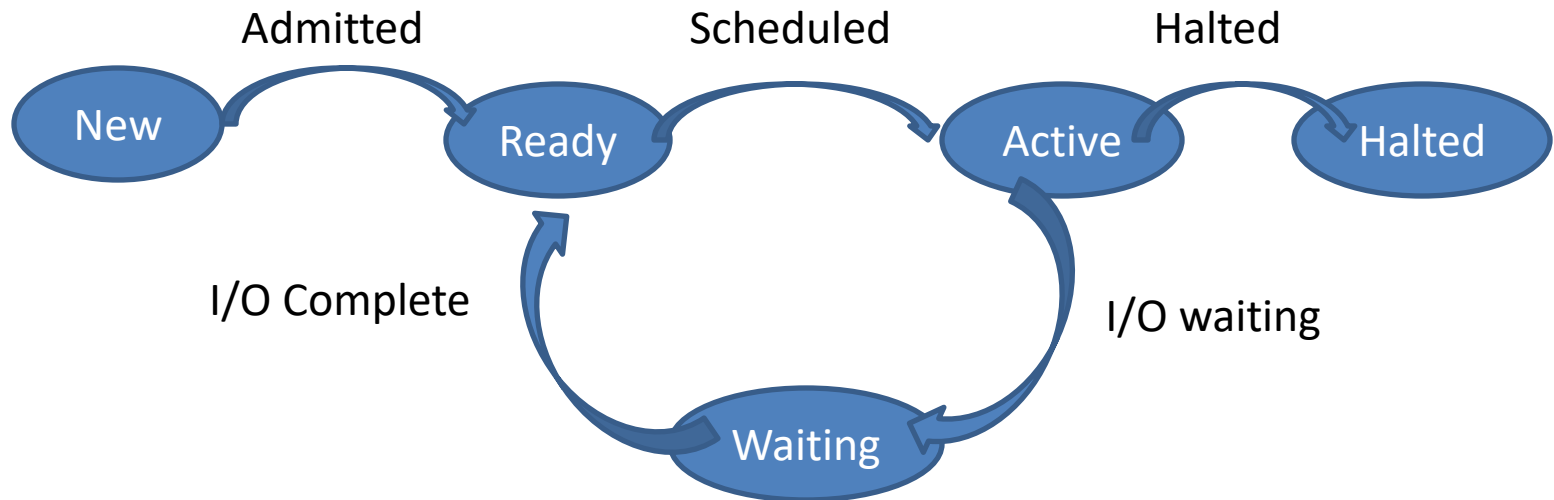 Admitted
Scheduled
Halted
New
Ready
Active
Halted
I/O Complete
I/O waiting
Waiting